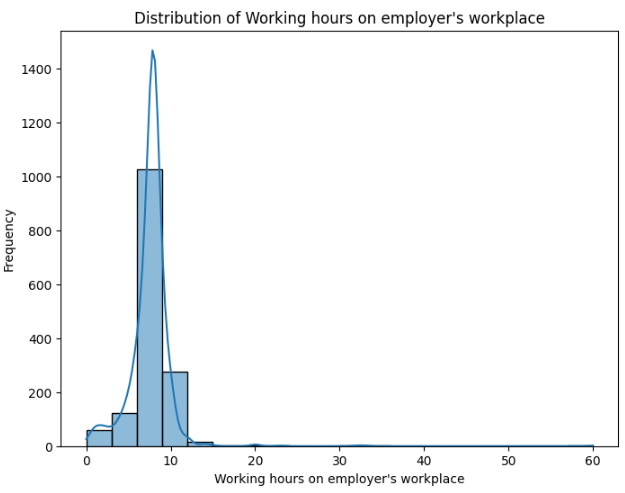 Distribution of Working hours on employer's workplace
1400
1200
1000
800
600
400
200
0
Frequency
0 10 20 30 40 50 60
Working hours on employer's workplace